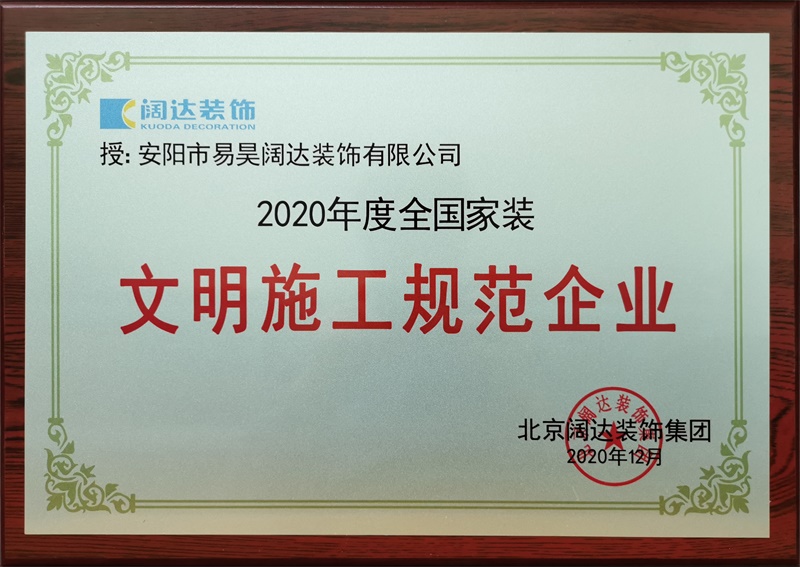 阔达装饰
KUODA DECORATION
授: 安阳市易昊阔达装饰有限公司
2020年度全国家装
文明施工规范企业
北京阔达装饰集团
2020年12月